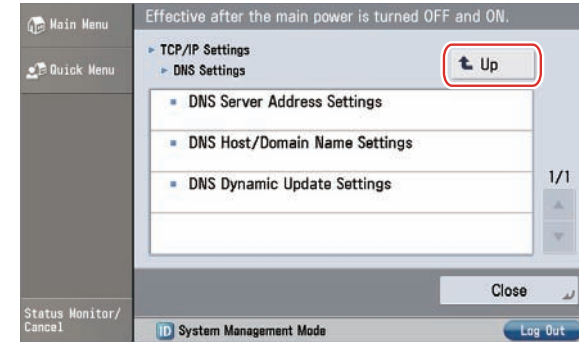 Main Menu
Effective after the main power is turned OFF and ON.
TCP/IP Settings
Quick Menu
DNS Settings
Up
DNS Server Address Settings
DNS Host/Domain Name Settings
DNS Dynamic Update Settings
1/1
Close
Status Monitor/
Cancel
ID System Management Mode
Log Out